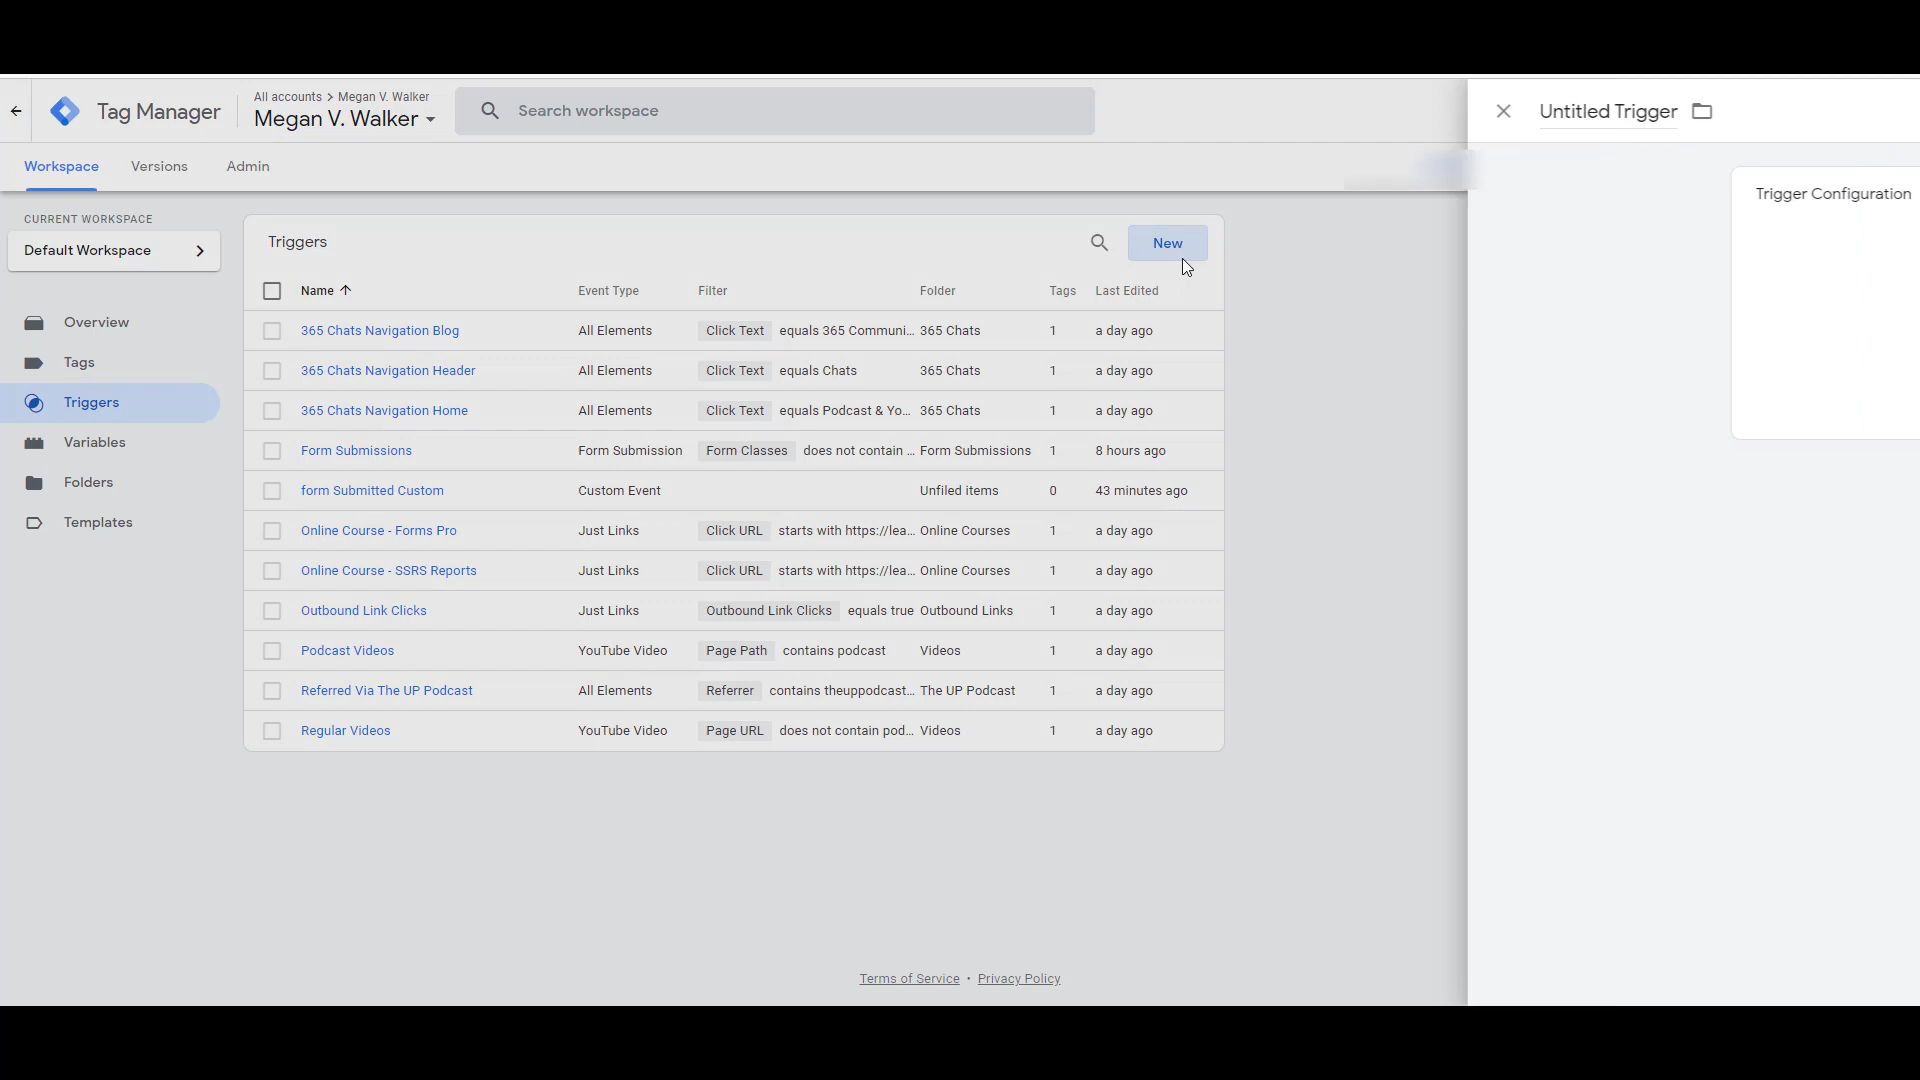 Tag Manager
All accounts > Megan V. Walker
Megan V. Walker
Search workspace
Untitled Trigger
Workspace Versions Admin
Trigger Configuration
CURRENT WORKSPACE
Default Workspace
Overview
Tags
Triggers
Variables
Folders
Templates
Triggers
New
Name Event Type Filter Folder Tags Last Edited
365 Chats Navigation Blog All Elements Click Text equals 365 Communi... 365 Chats 1 a day ago
365 Chats Navigation Header All Elements Click Text equals Chats 365 Chats 1 a day ago
365 Chats Navigation Home All Elements Click Text equals Podcast & Yo... 365 Chats 1 a day ago
Form Submissions Form Submission Form Classes does not contain ... Form Submissions 1 8 hours ago
form Submitted Custom Custom Event Unfiled items 0 43 minutes ago
Online Course - Forms Pro Just Links Click URL starts with https://lea... Online Courses 1 a day ago
Online Course - SSRS Reports Just Links Click URL starts with https://lea... Online Courses 1 a day ago
Outbound Link Clicks Just Links Outbound Link Clicks equals true Outbound Links 1 a day ago
Podcast Videos YouTube Video Page Path contains podcast Videos 1 a day ago
Referred Via The UP Podcast All Elements Referrer contains theuppodcast... The UP Podcast 1 a day ago
Regular Videos YouTube Video Page URL does not contain pod... Videos 1 a day ago
Terms of Service • Privacy Policy